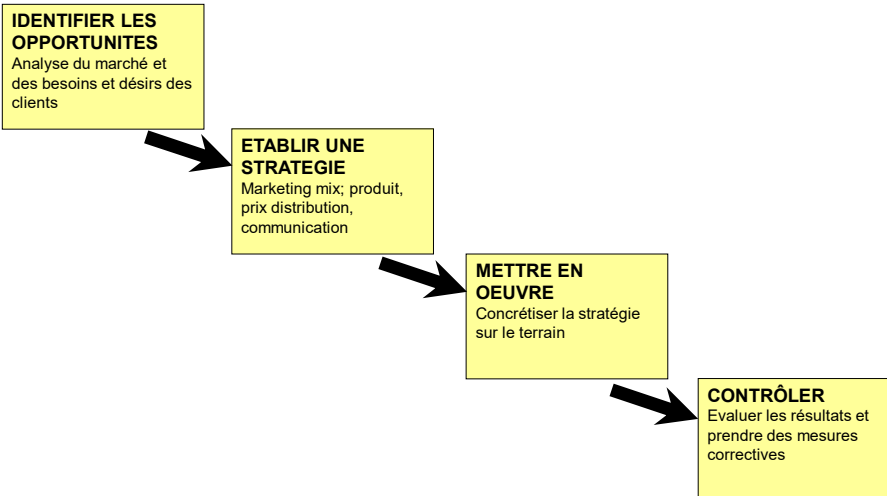 IDENTIFIER LES
OPPORTUNITES
Analyse du marché et
des besoins et désirs des
clients
ETABLIR UNE
STRATEGIE
Marketing mix; produit,
prix distribution,
communication
METTRE EN
OEUVRE
Concrétiser la stratégie
sur le terrain
CONTRÔLER
Evaluer les résultats et
prendre des mesures
correctives